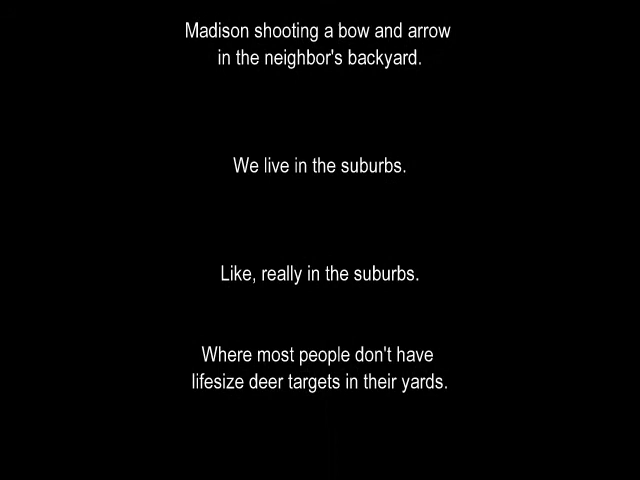 Madison shooting a bow and arrow
in the neighbor's backyard.
We live in the suburbs.
Like, really in the suburbs.
Where most people don't have
lifesize deer targets in their yards.